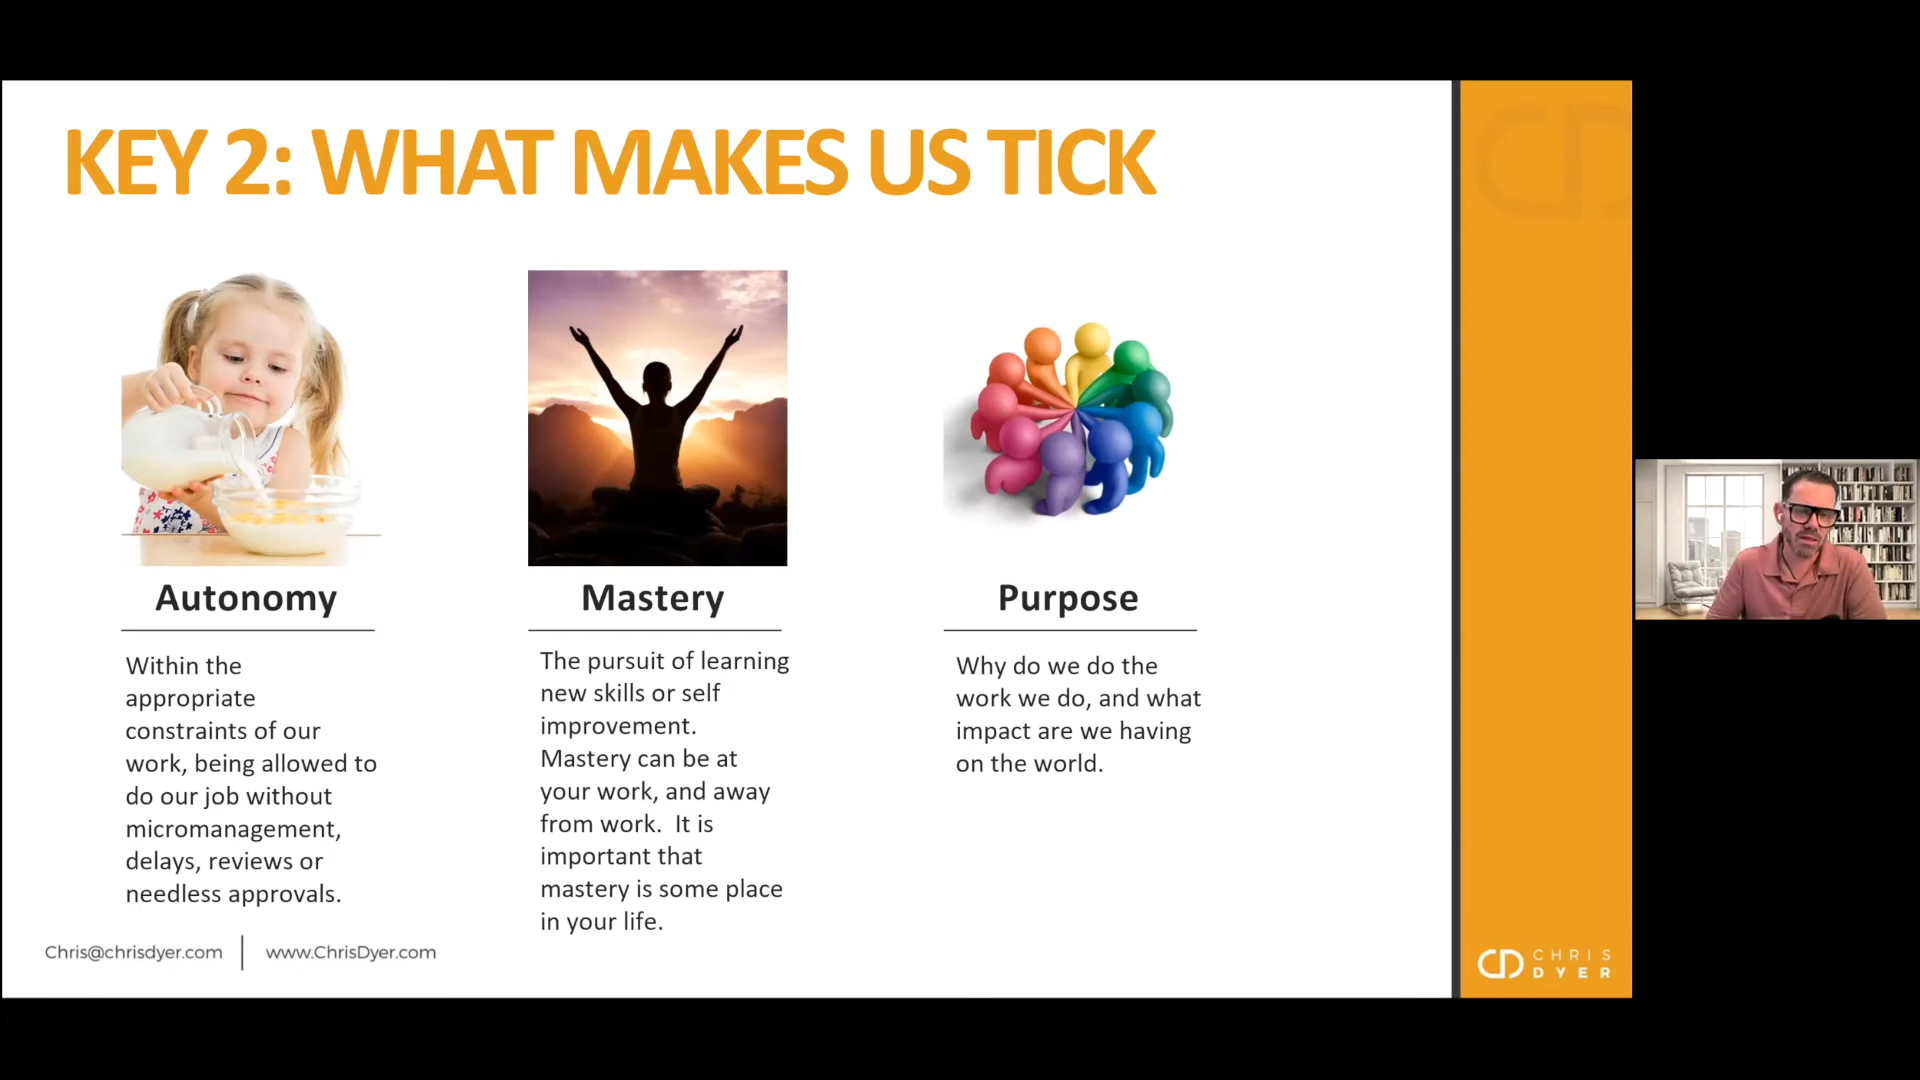 KEY 2: WHAT MAKES US TICK
Autonomy
Within the
appropriate
constraints of our
work, being allowed to
do our job without
micromanagement,
delays, reviews or
needless approvals.
Mastery
The pursuit of learning
new skills or self
improvement.
Mastery can be at
your work, and away
from work.  It is
important that
mastery is some place
in your life.
Purpose
Why do we do the
work we do, and what
impact are we having
on the world.
Chris@chrisdyer.com | www.ChrisDyer.com
CD
CHRIS
DYER